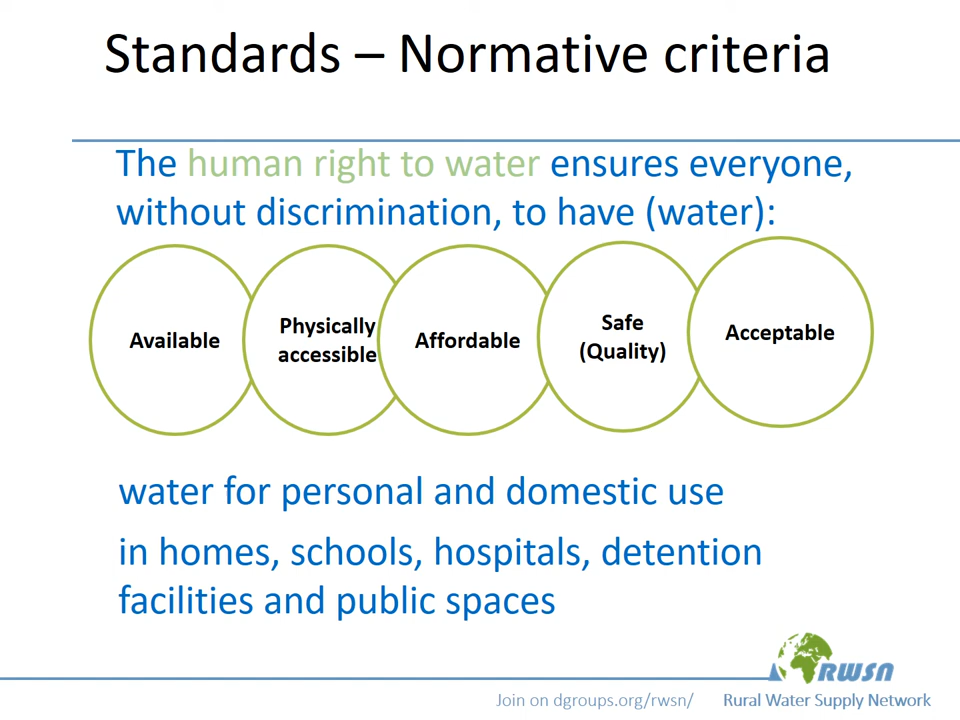 Standards – Normative criteria
The human right to water ensures everyone,
without discrimination, to have (water):
Available
Physically
accessible
Affordable
Safe
(Quality)
Acceptable
water for personal and domestic use
in homes, schools, hospitals, detention
facilities and public spaces
RWSN
Join on dgroups.org/rwsn/ Rural Water Supply Network